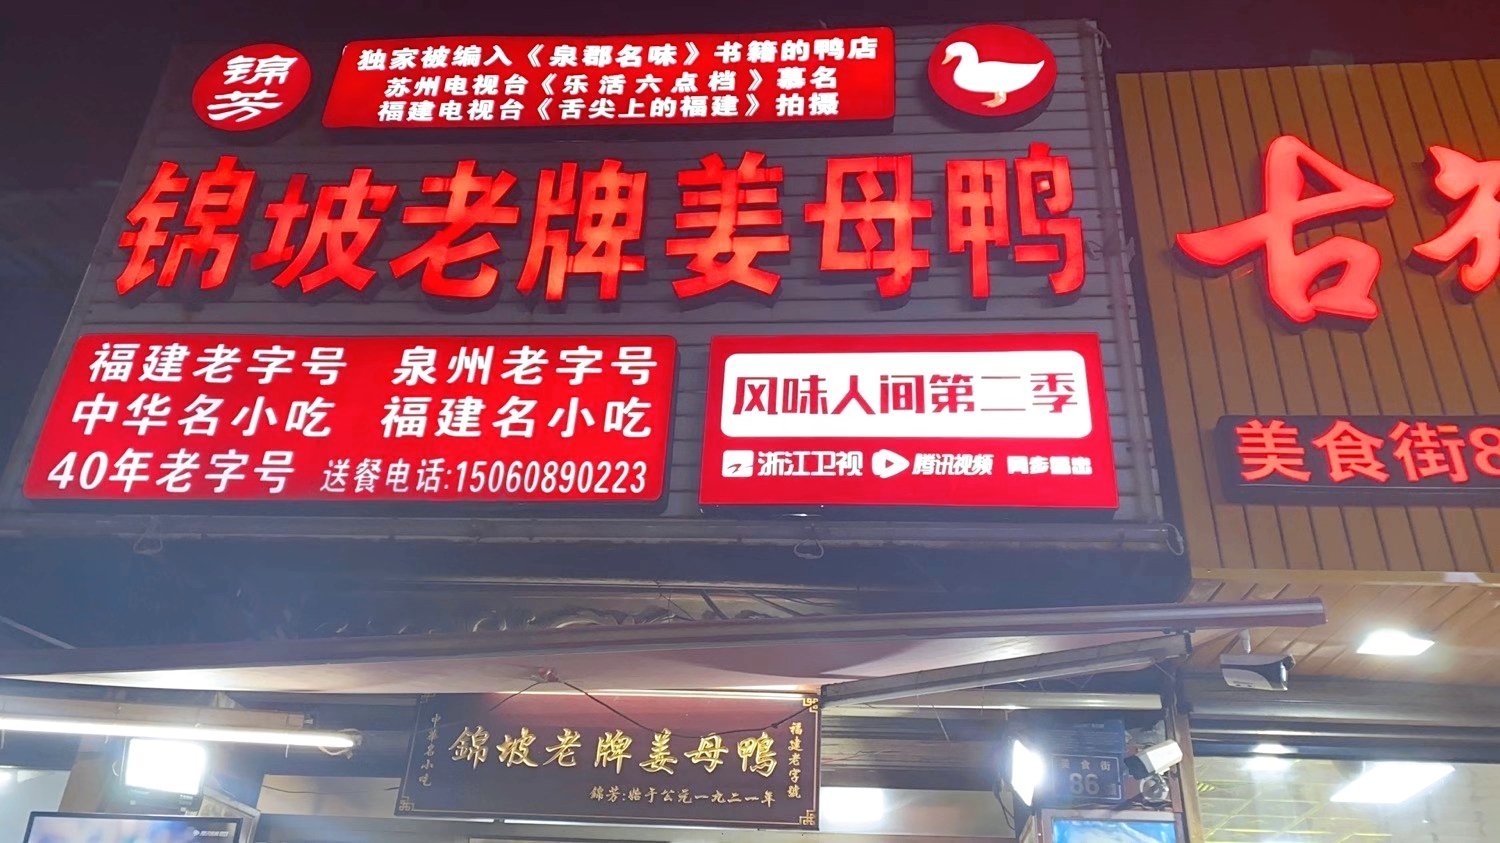 锦芳
独家被编入《泉郡名味》书籍的鸭店
苏州电视台《乐活六点档》慕名
福建电视台《舌尖上的福建》拍摄
锦坡老牌姜母鸭
福建老字号 泉州老字号
中华名小吃 福建名小吃
40年老字号 送餐电话:15060890223
风味人间第二季
浙江卫视 腾讯视频 同步播出
古
美食街8
中華名小吃
錦坡老牌姜母鴨
福建老字號
錦芳:始于公元一九二一年
美食街
86